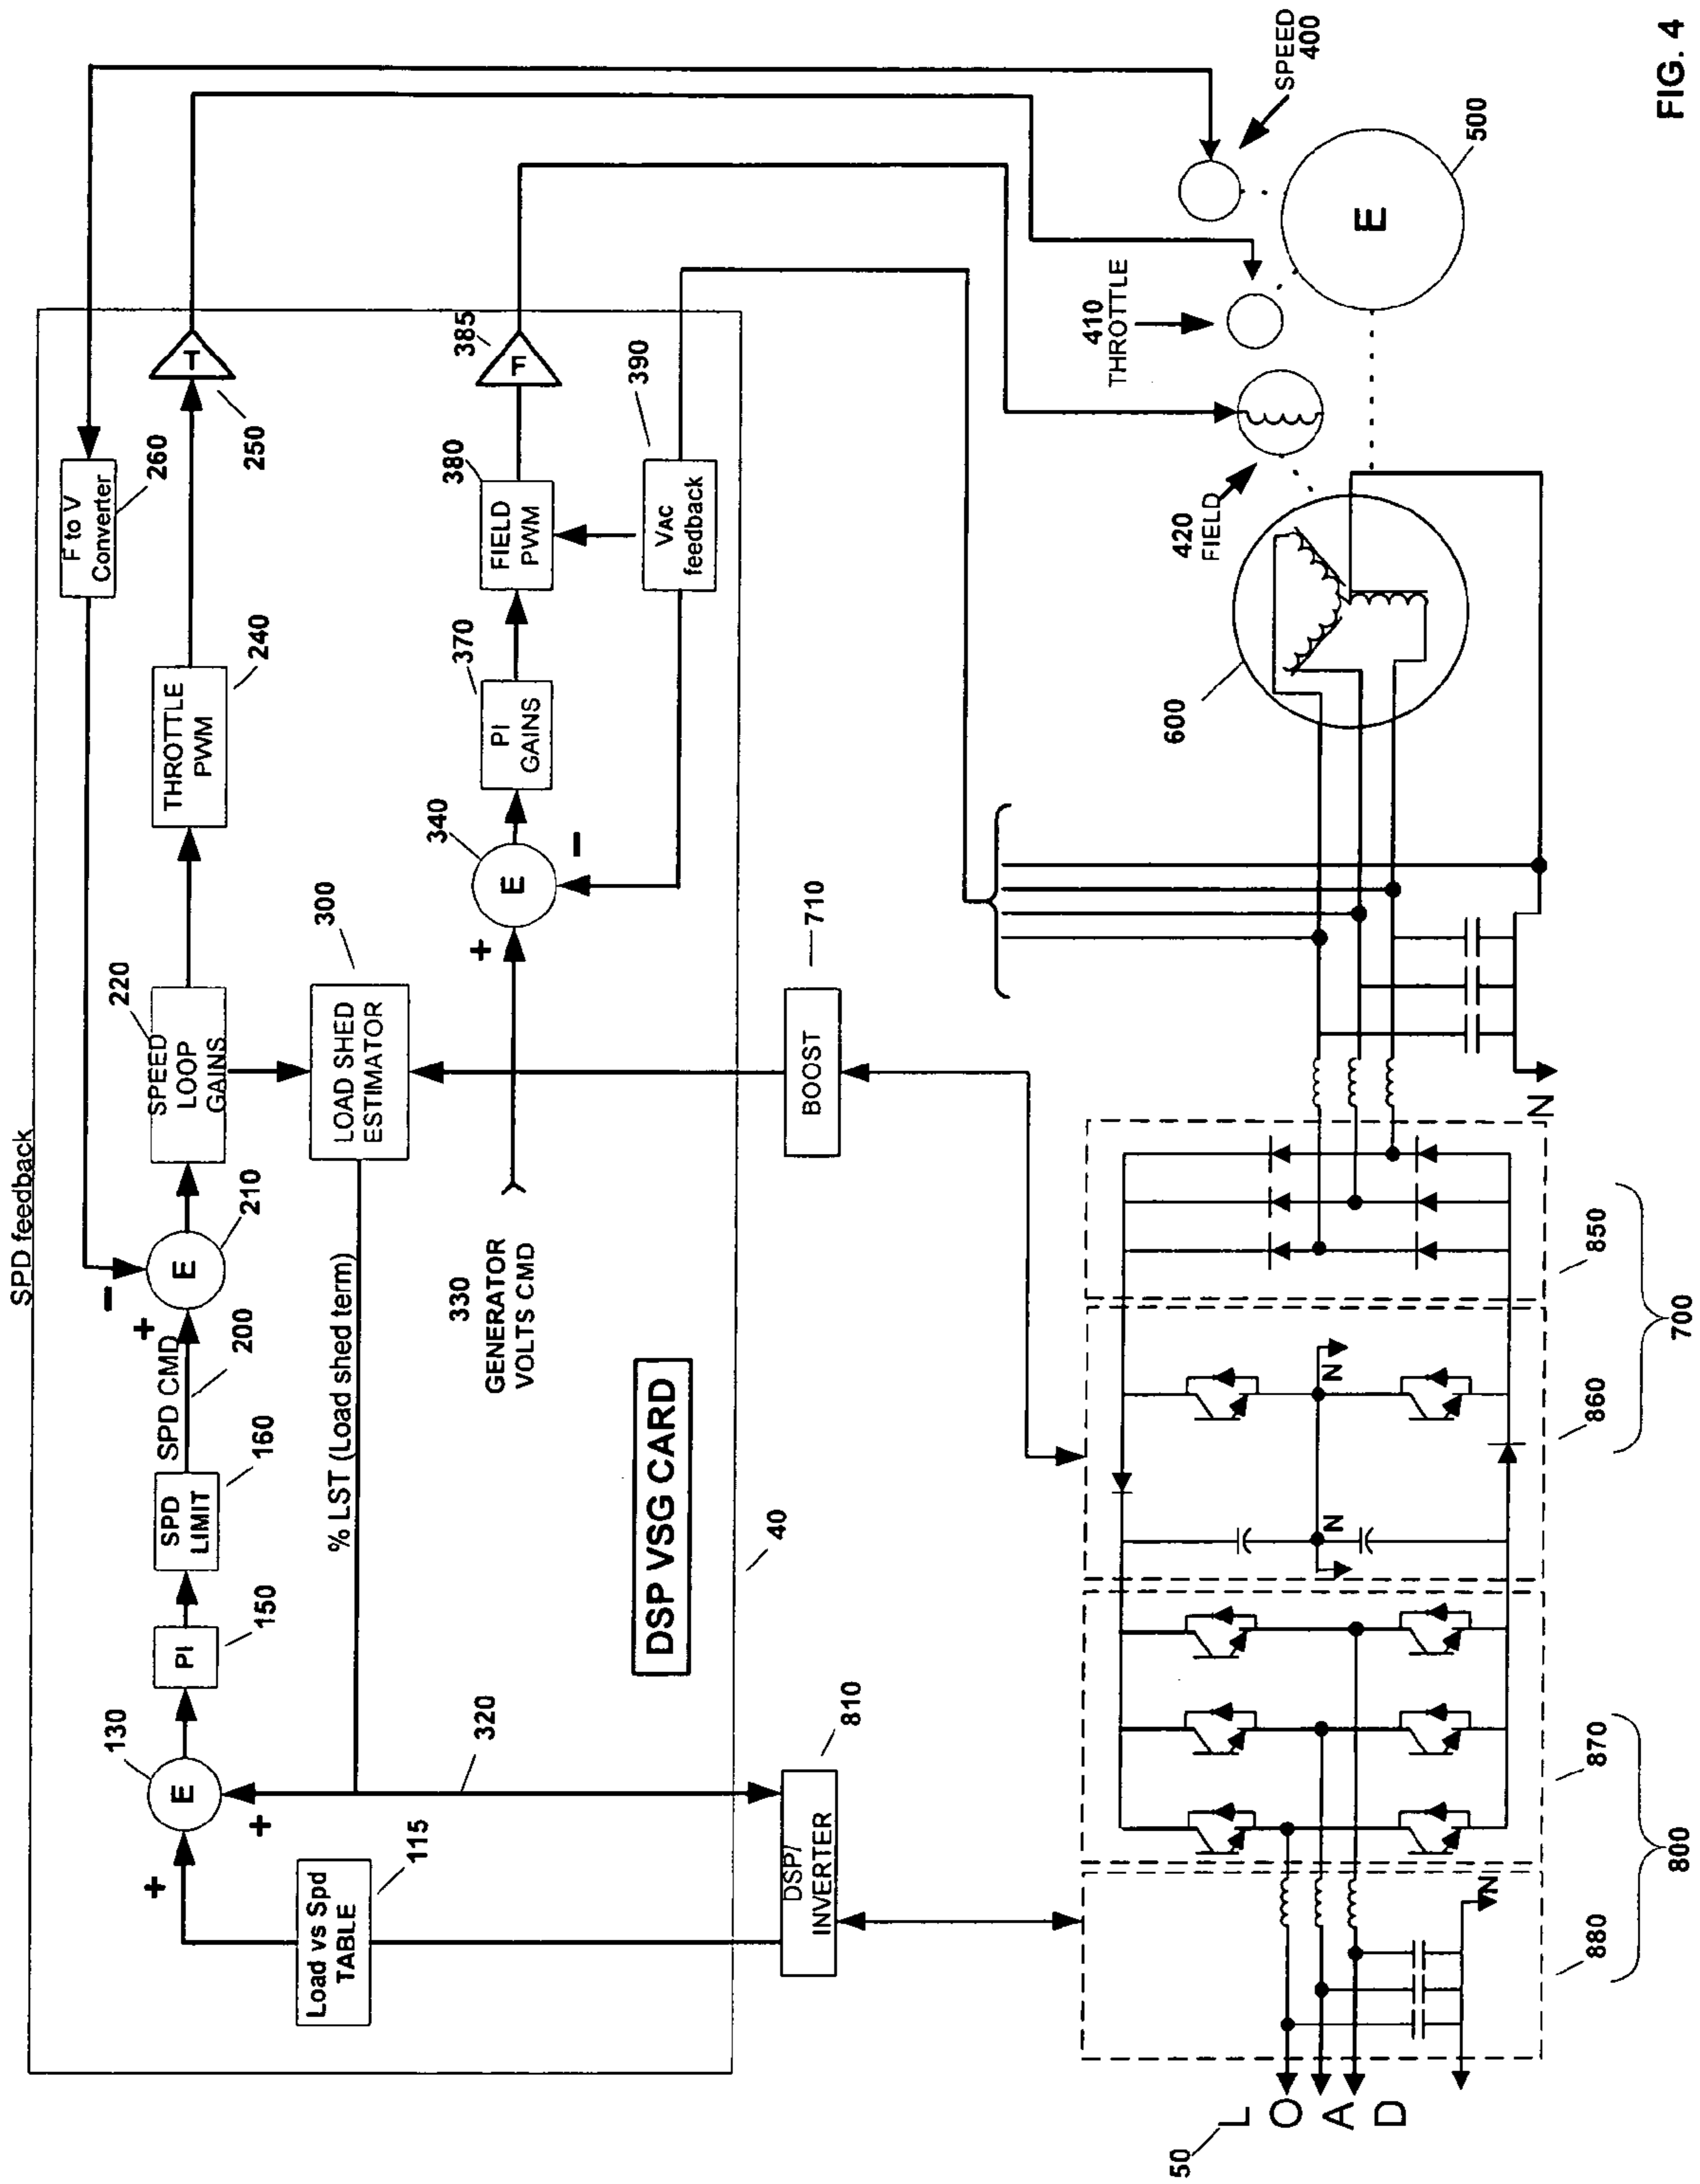 SPD feedback
F to V
Converter
260
130
E
+
+
PI
150
SPD
LIMIT
160
SPD CMD
200
+
−
E
210
220
SPEED
LOOP
GAINS
THROTTLE
PWM
240
T
250
Load vs Spd
TABLE
115
% LST (Load shed term)
320
LOAD SHED
ESTIMATOR
300
330
GENERATOR
VOLTS CMD
+
−
340
E
370
PI
GAINS
380
FIELD
PWM
385
F
390
VAC
feedback
DSP VSG CARD
40
DSP/
INVERTER
810
BOOST
710
SPEED
400
410
THROTTLE
420
FIELD
E
500
600
N
N
N
N
50
L
O
A
D
880
870
800
860
850
700
FIG. 4